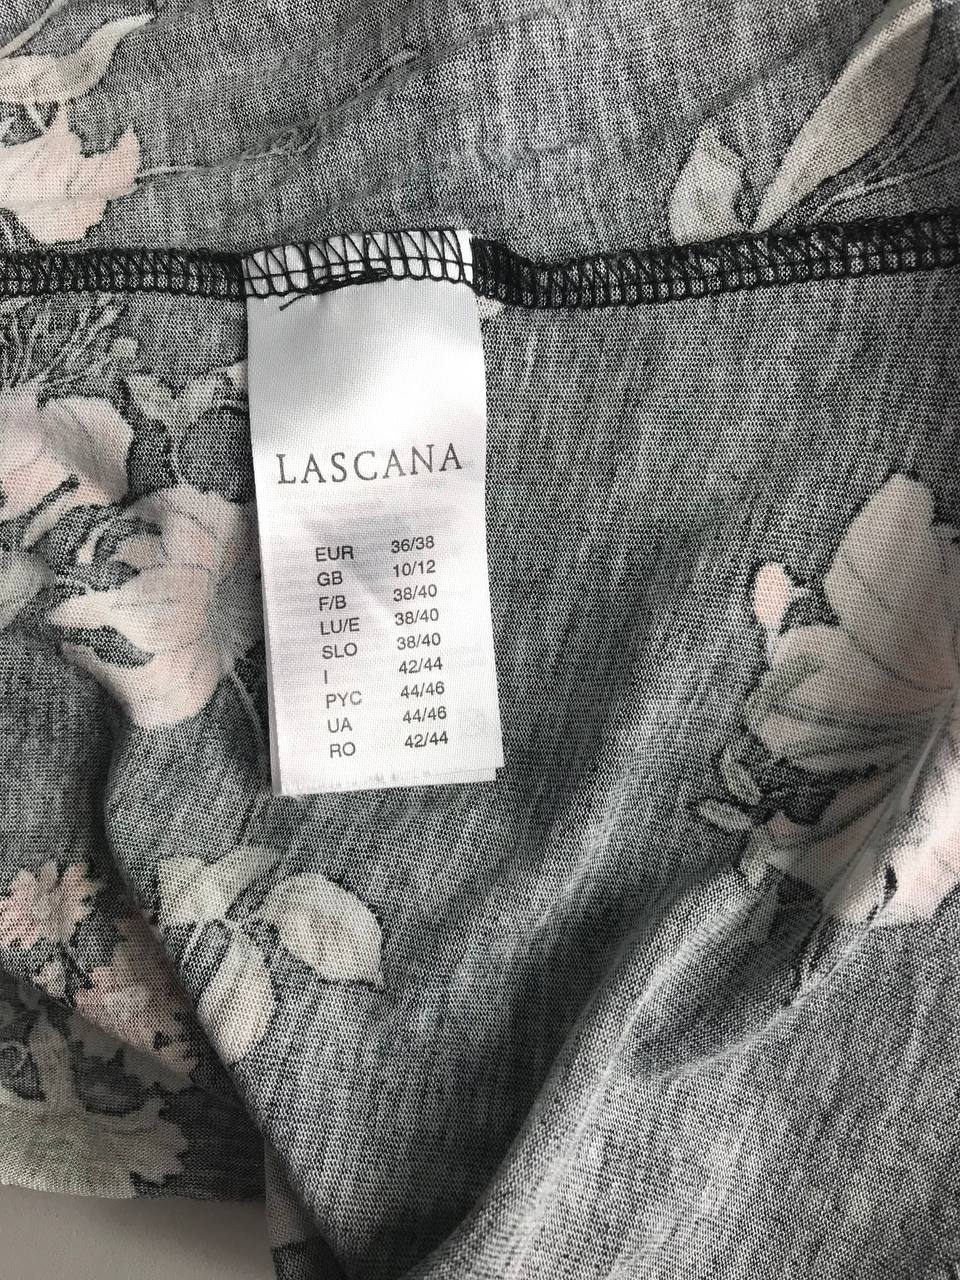 LASCANA
EUR 36/38
GB 10/12
F/B 38/40
LU/E 38/40
SLO 38/40
I 42/44
PYC 44/46
UA 44/46
RO 42/44